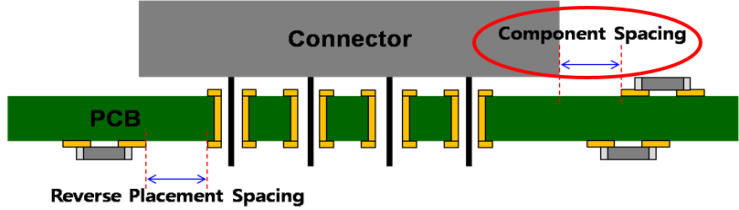 Connector
Component Spacing
PCB
Reverse Placement Spacing